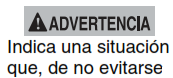 ADVERTENCIA
Indica una situación
que, de no evitarse